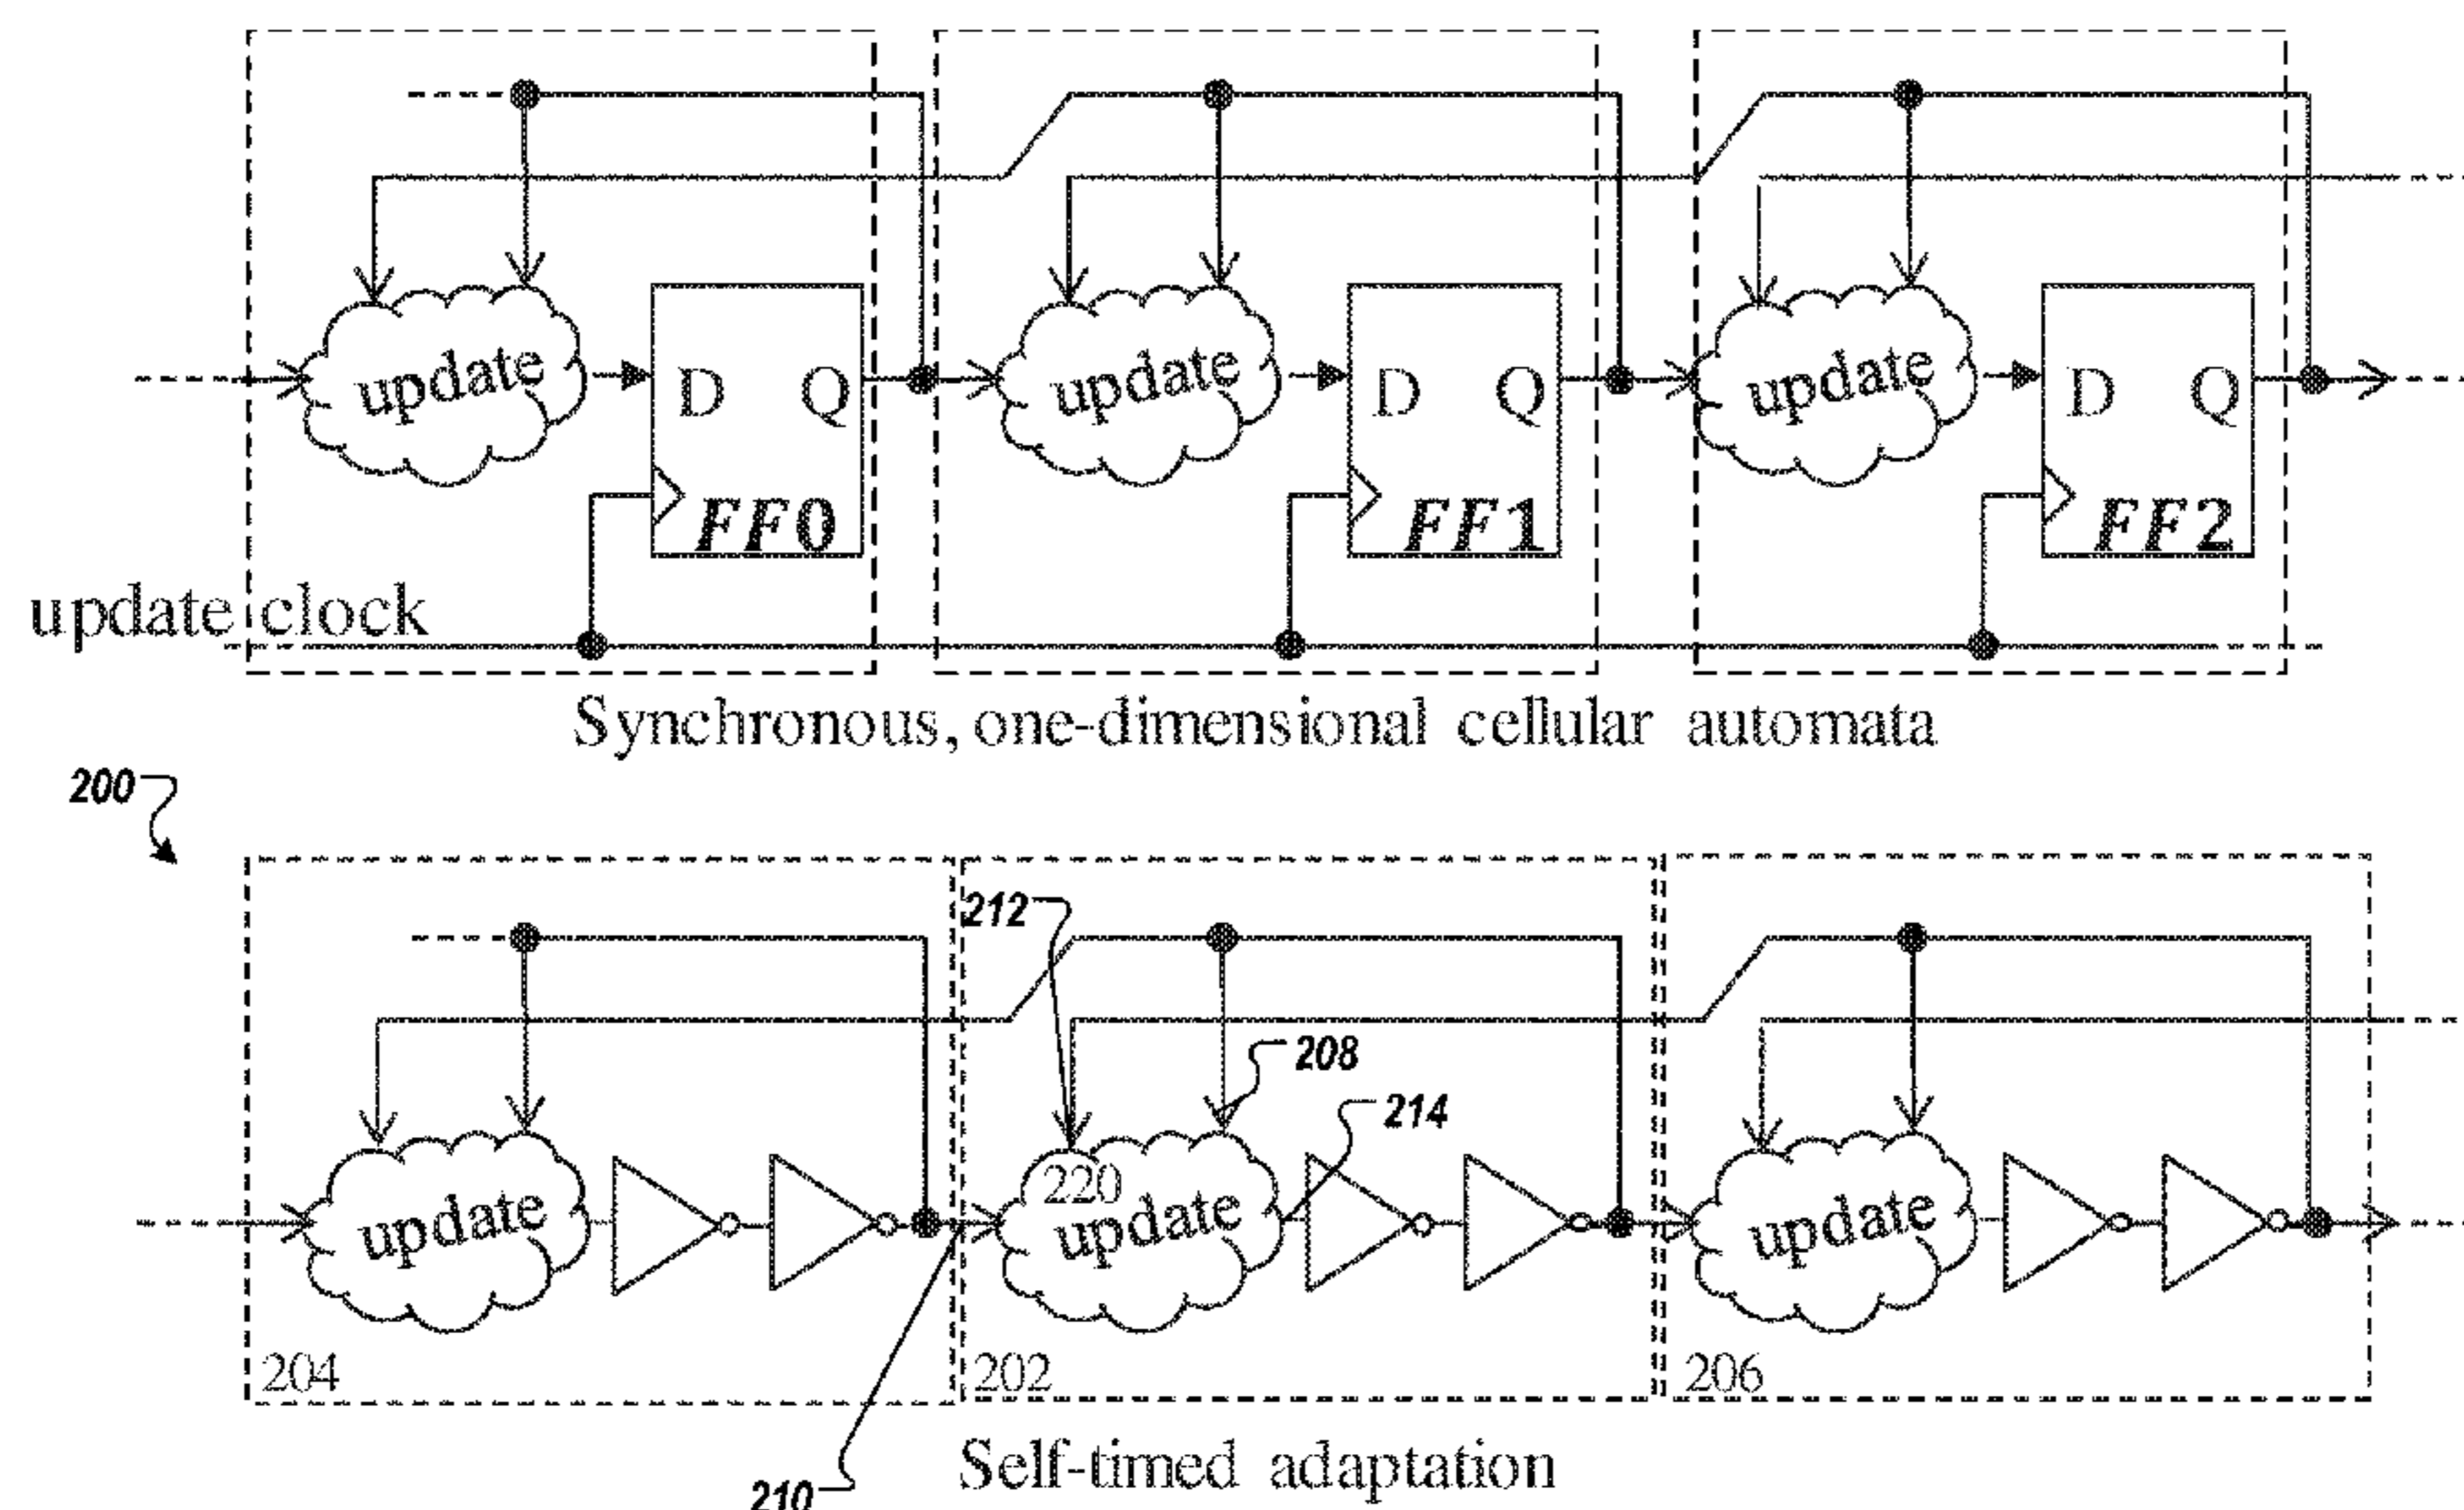 update update update
D Q D Q D Q
FF0 FF1 FF2
update clock
Synchronous, one-dimensional cellular automata
200
212
208
214
220
update update update
204 202 206
Self-timed adaptation
210